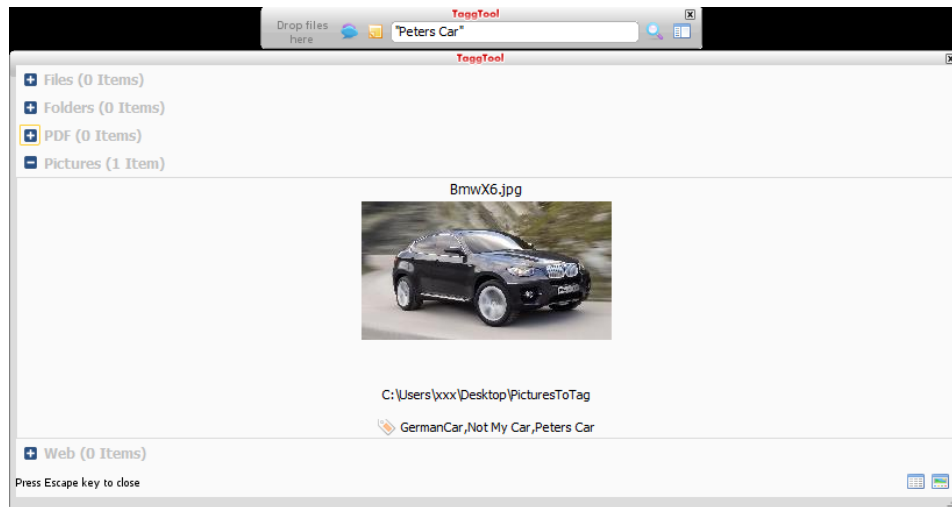 TaggTool
Drop files
here
"Peters Car"
TaggTool
Files (0 Items)
Folders (0 Items)
PDF (0 Items)
Pictures (1 Item)
BmwX6.jpg
C:\Users\xxx\Desktop\PicturesToTag
GermanCar,Not My Car,Peters Car
Web (0 Items)
Press Escape key to close